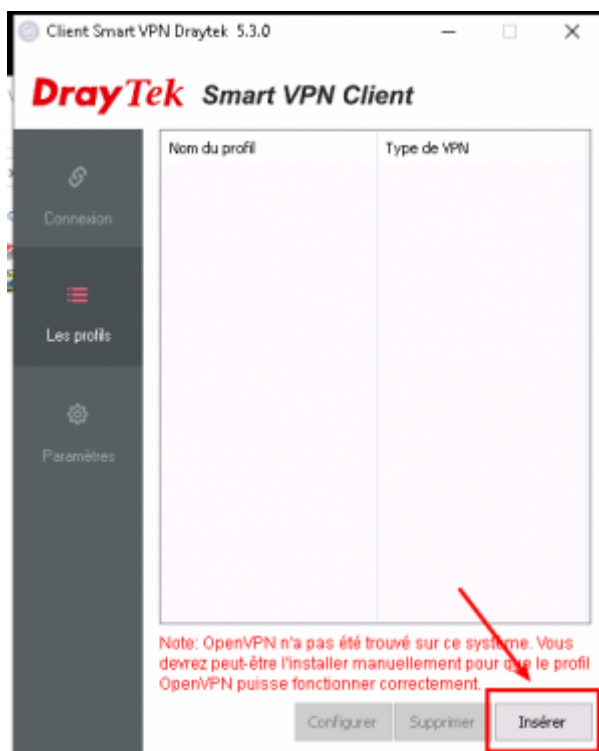 Client Smart VPN Draytek 5.3.0
DrayTek Smart VPN Client
Nom du profil Type de VPN
Connexion
Les profils
Paramètres
Note: OpenVPN n'a pas été trouvé sur ce système. Vous
devrez peut-être l'installer manuellement pour que le profil
OpenVPN puisse fonctionner correctement.
Configurer Supprimer Insérer